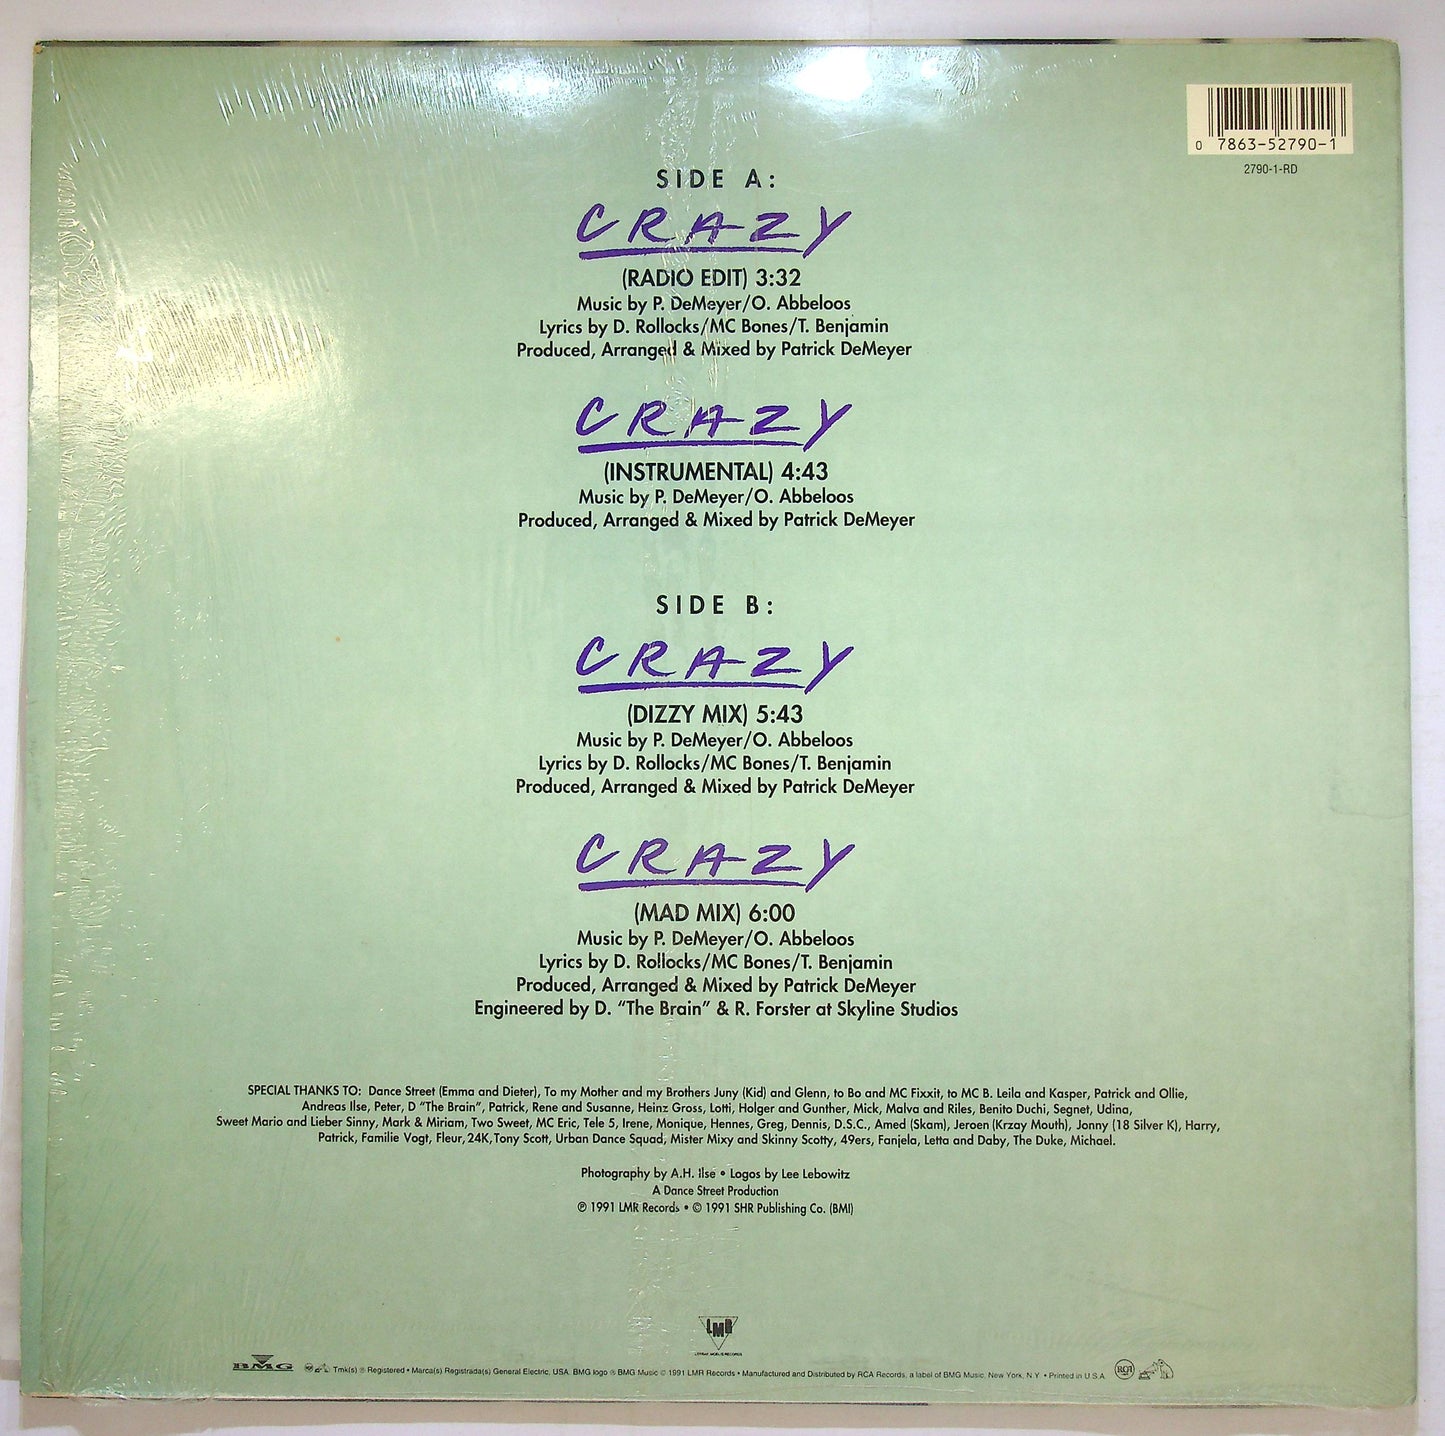 0 7863-52790-1
2790-1-RD
SIDE A:
CRAZY
(RADIO EDIT) 3:32
Music by P. DeMeyer/O. Abbeloos
Lyrics by D. Rollocks/MC Bones/T. Benjamin
Produced, Arranged & Mixed by Patrick DeMeyer
CRAZY
(INSTRUMENTAL) 4:43
Music by P. DeMeyer/O. Abbeloos
Produced, Arranged & Mixed by Patrick DeMeyer
SIDE B:
CRAZY
(DIZZY MIX) 5:43
Music by P. DeMeyer/O. Abbeloos
Lyrics by D. Rollocks/MC Bones/T. Benjamin
Produced, Arranged & Mixed by Patrick DeMeyer
CRAZY
(MAD MIX) 6:00
Music by P. DeMeyer/O. Abbeloos
Lyrics by D. Rollocks/MC Bones/T. Benjamin
Produced, Arranged & Mixed by Patrick DeMeyer
Engineered by D. “The Brain” & R. Forster at Skyline Studios
SPECIAL THANKS TO: Dance Street (Emma and Dieter), To my Mother and my Brothers Juny (Kid) and Glenn, to Bo and MC Fixxit, to MC B. Leila and Kasper, Patrick and Ollie,
Andreas Ilse, Peter, D “The Brain”, Patrick, Rene and Susanne, Heinz Gross, Lotti, Holger and Gunther, Mick, Malva and Riles, Benito Duchi, Segnet, Udina,
Sweet Mario and Lieber Sinny, Mark & Miriam, Two Sweet, MC Eric, Tele 5, Irene, Monique, Hennes, Greg, Dennis, D.S.C., Amed (Skam), Jeroen (Krzay Mouth), Jonny (18 Silver K), Harry,
Patrick, Familie Vogt, Fleur, 24K, Tony Scott, Urban Dance Squad, Mister Mixy and Skinny Scotty, 49ers, Fanjela, Letta and Daby, The Duke, Michael.
Photography by A.H. Ilse • Logos by Lee Lebowitz
A Dance Street Production
℗ 1991 LMR Records • © 1991 SHR Publishing Co. (BMI)
LMR
BMG Tmk(s) ® Registered • Marca(s) Registrada(s) General Electric, USA. BMG logo ® BMG Music © 1991 LMR Records • Manufactured and Distributed by RCA Records, a label of BMG Music, New York, N.Y. • Printed in U.S.A. RCA